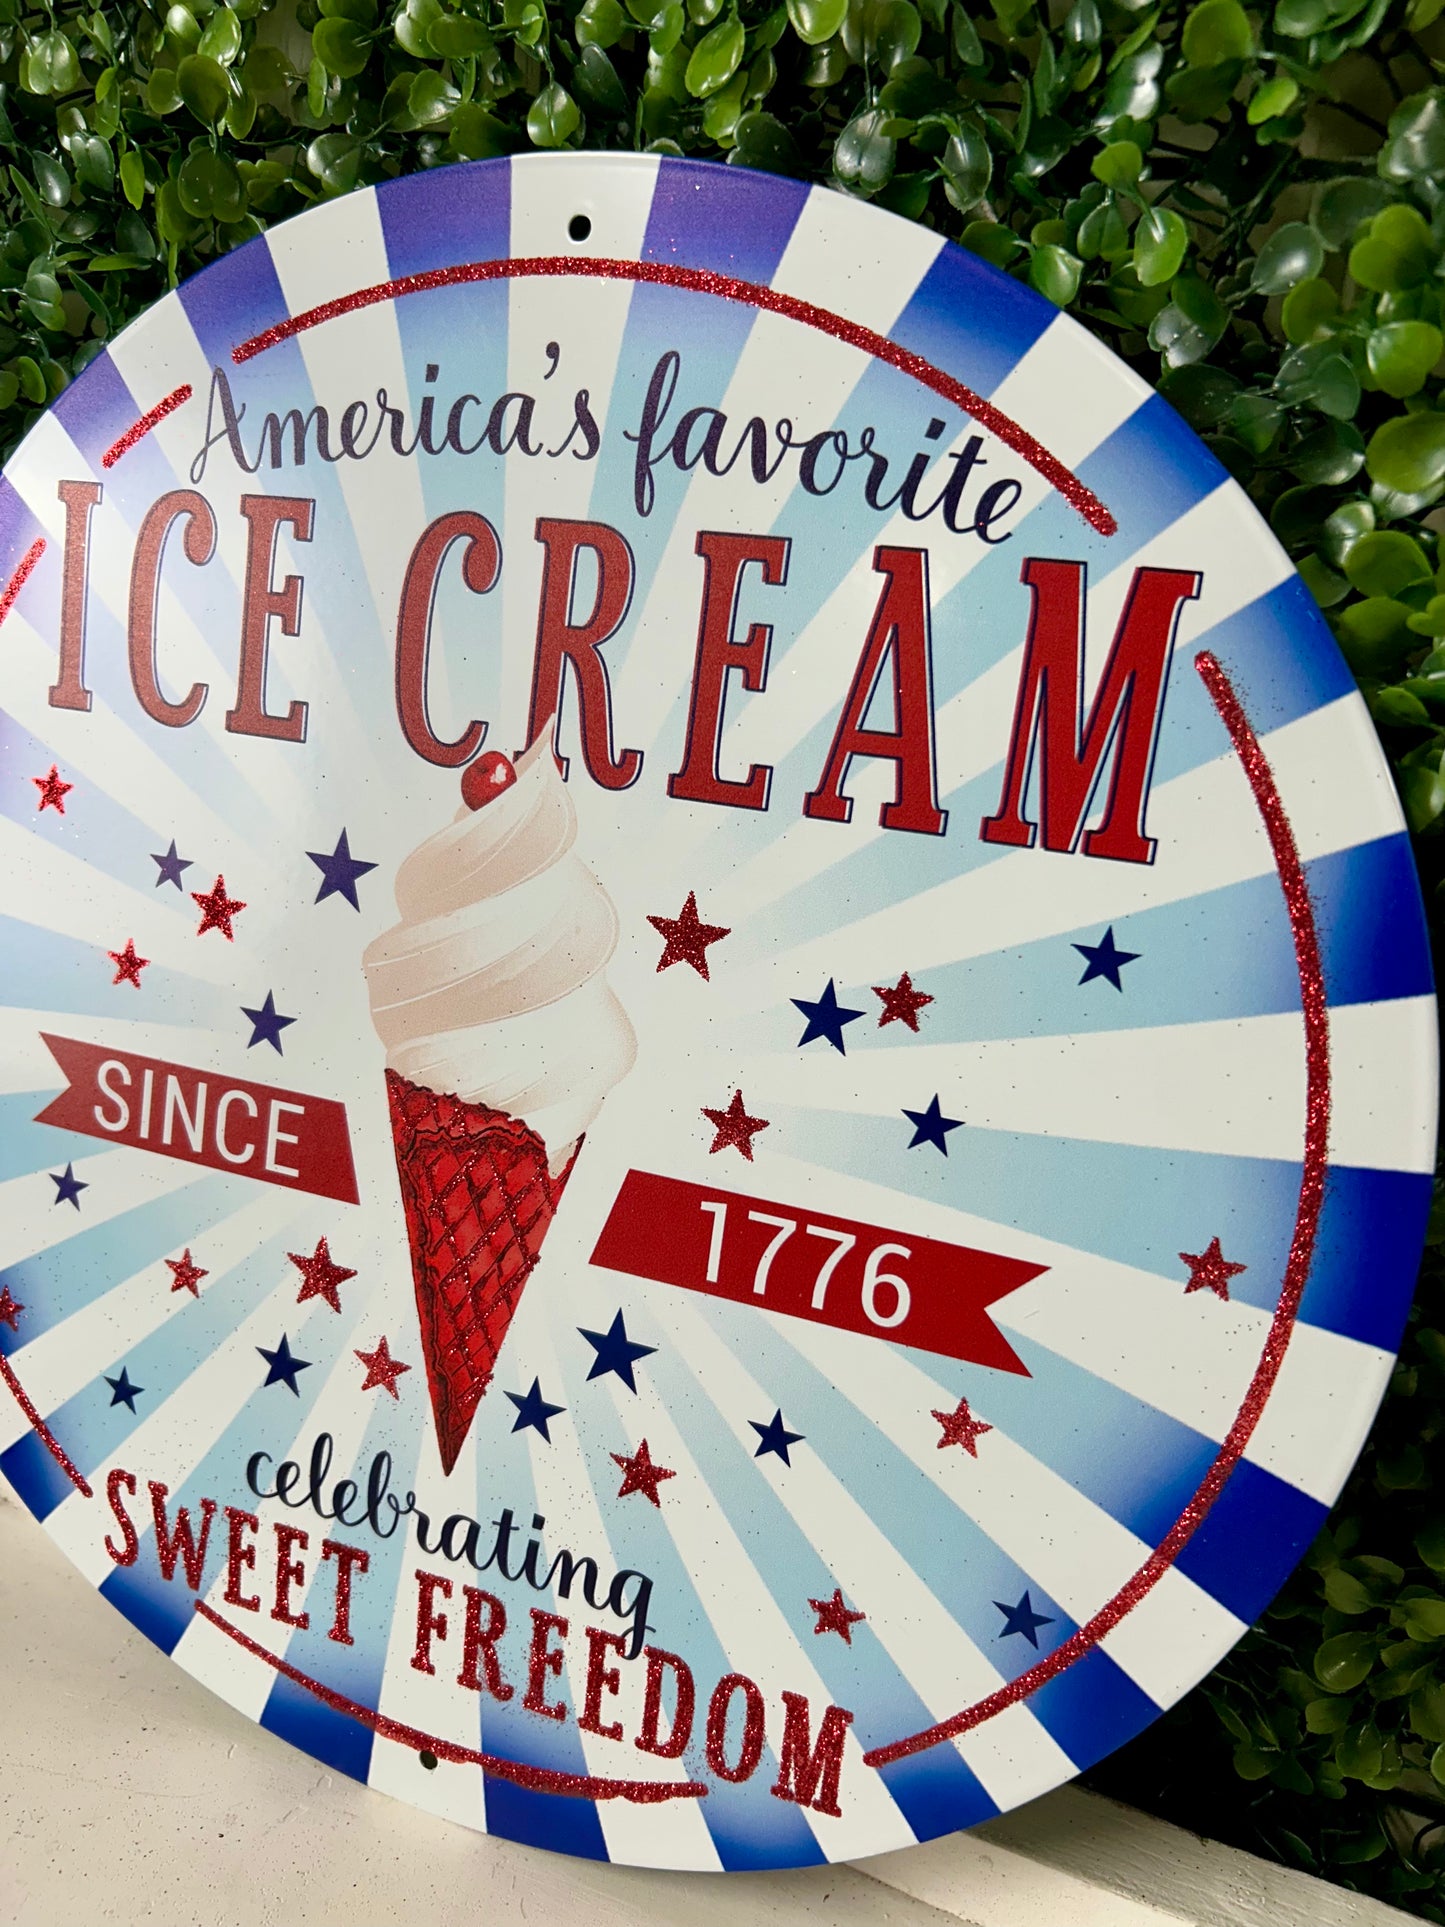 America's favorite
ICE CREAM
SINCE
1776
celebrating
SWEET FREEDOM